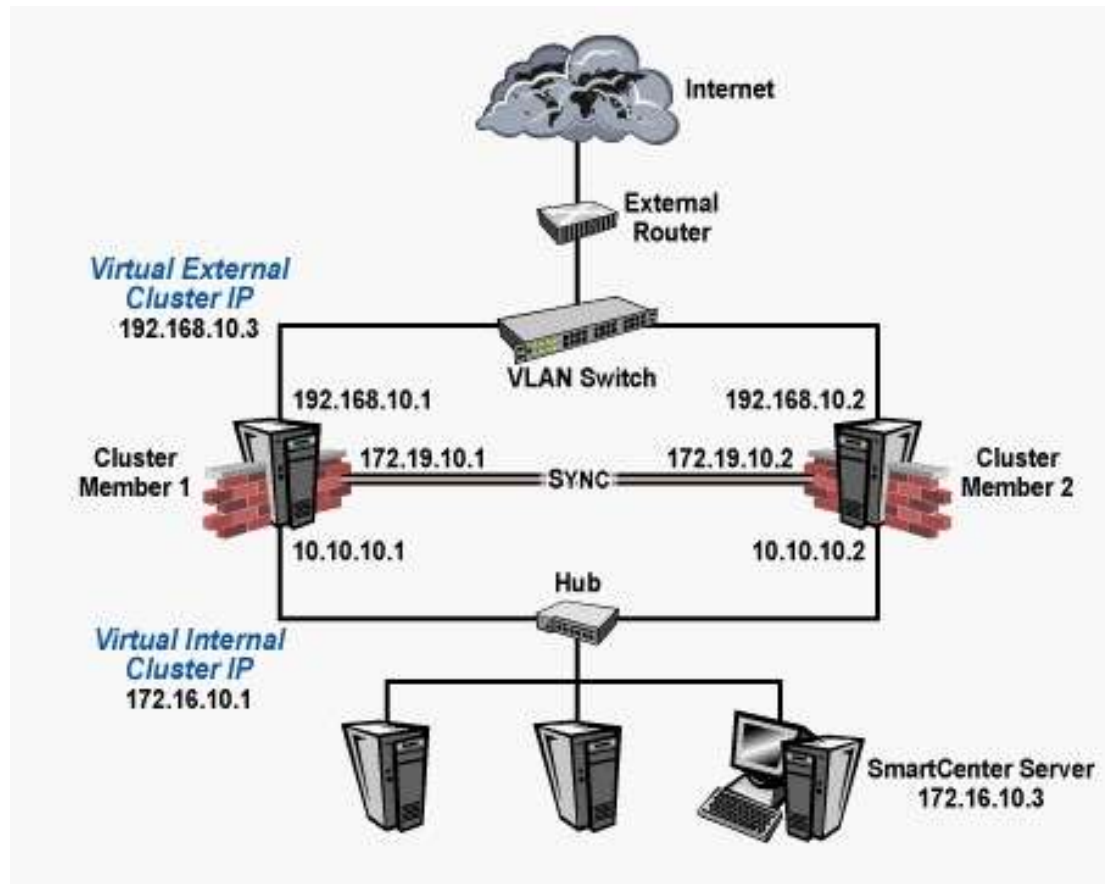 Internet
External
Router
Virtual External
Cluster IP
192.168.10.3
VLAN Switch
192.168.10.1
192.168.10.2
Cluster
Member 1
172.19.10.1
SYNC
172.19.10.2
Cluster
Member 2
10.10.10.1
10.10.10.2
Hub
Virtual Internal
Cluster IP
172.16.10.1
SmartCenter Server
172.16.10.3